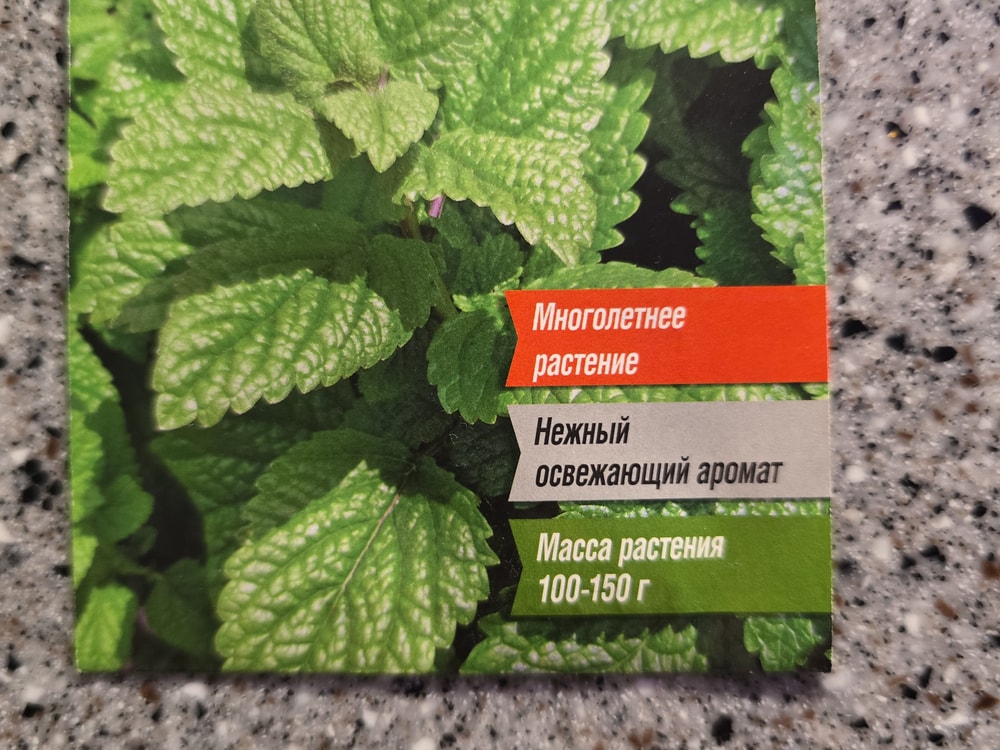 Многолетнее
растение
Нежный
освежающий аромат
Масса растения
100-150 г